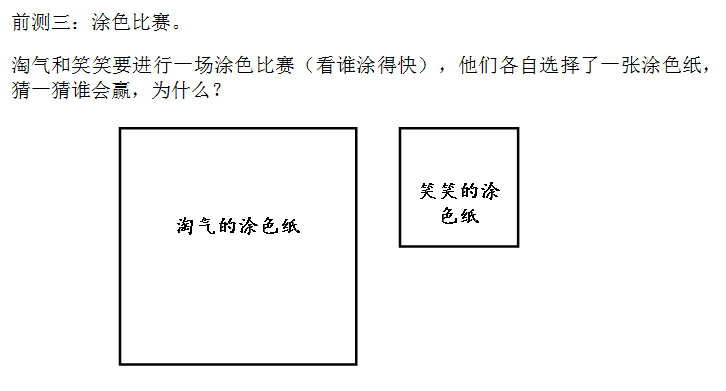 前测三：涂色比赛。
淘气和笑笑要进行一场涂色比赛（看谁涂得快），他们各自选择了一张涂色纸，
猜一猜谁会赢，为什么？
淘气的涂色纸
笑笑的涂
色纸